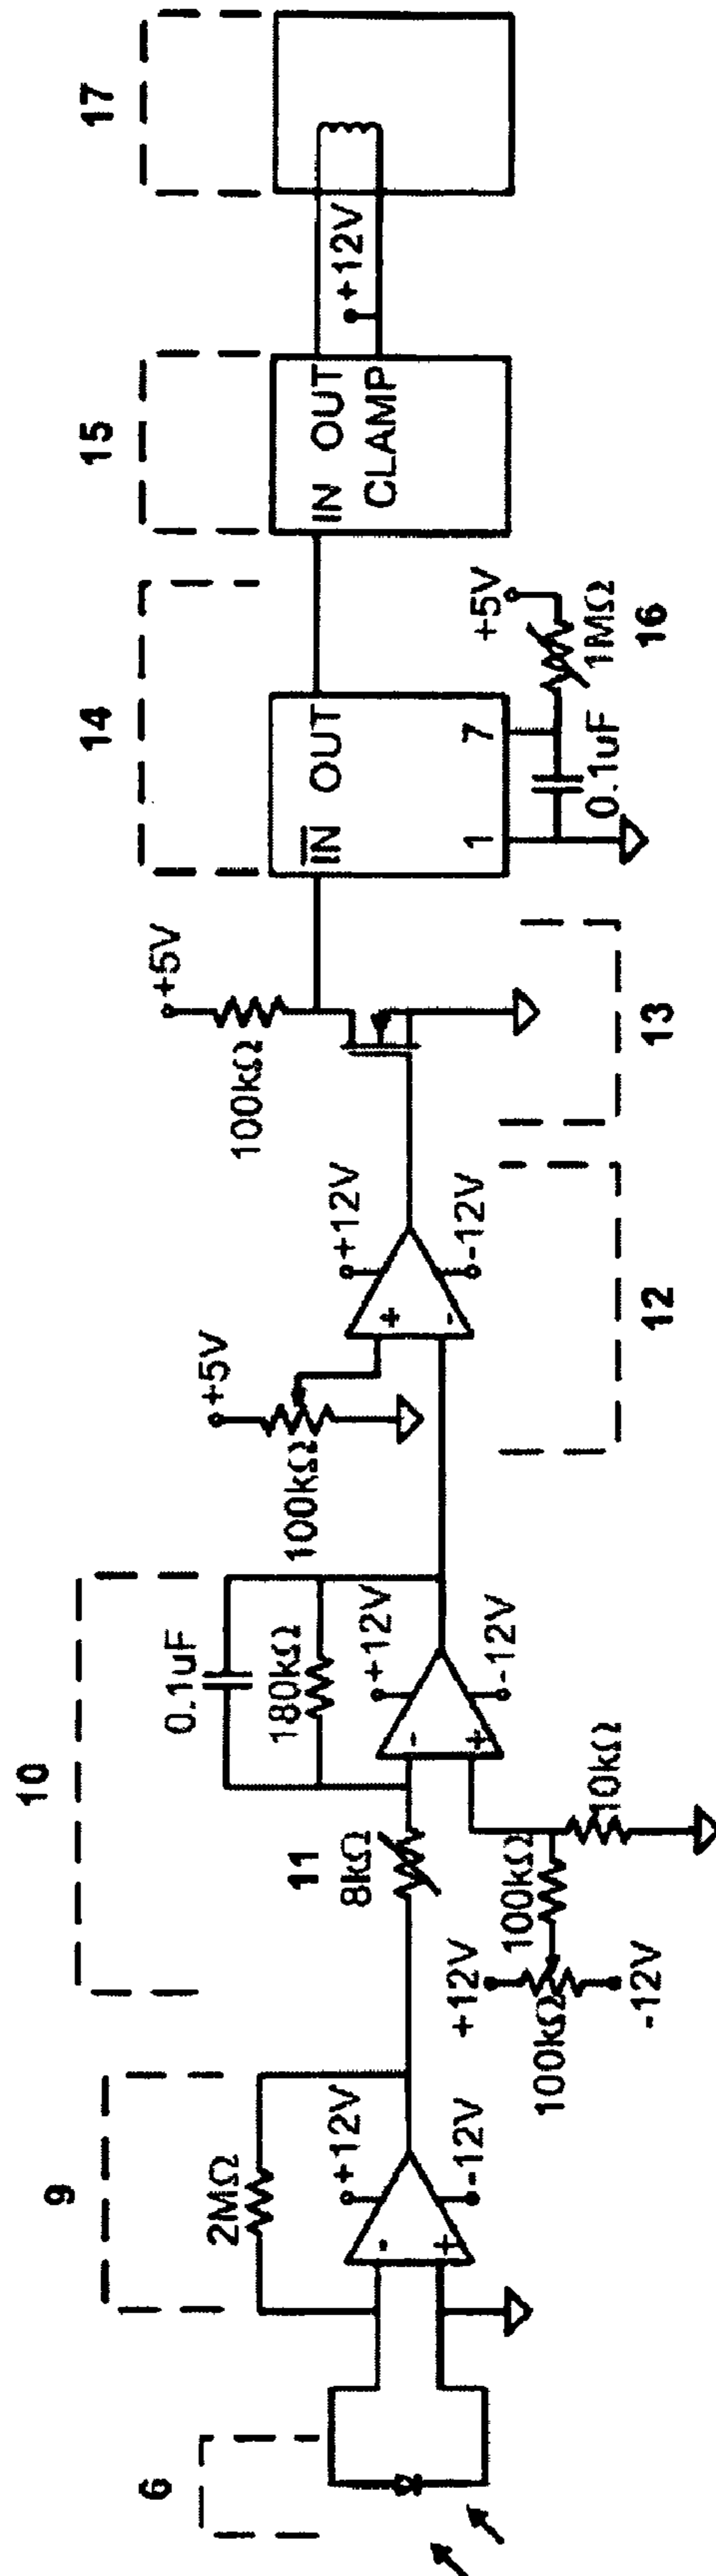 6
9
2MΩ
+12V
-12V
-
+
10
11
8kΩ
0.1uF
180kΩ
+12V
-12V
-
+
+12V
100kΩ
-12V
100kΩ
10kΩ
+5V
100kΩ
+12V
-12V
+
-
12
+5V
100kΩ
13
14
IN OUT
1 7
0.1uF
+5V
1MΩ
16
15
IN OUT
CLAMP
+12V
17